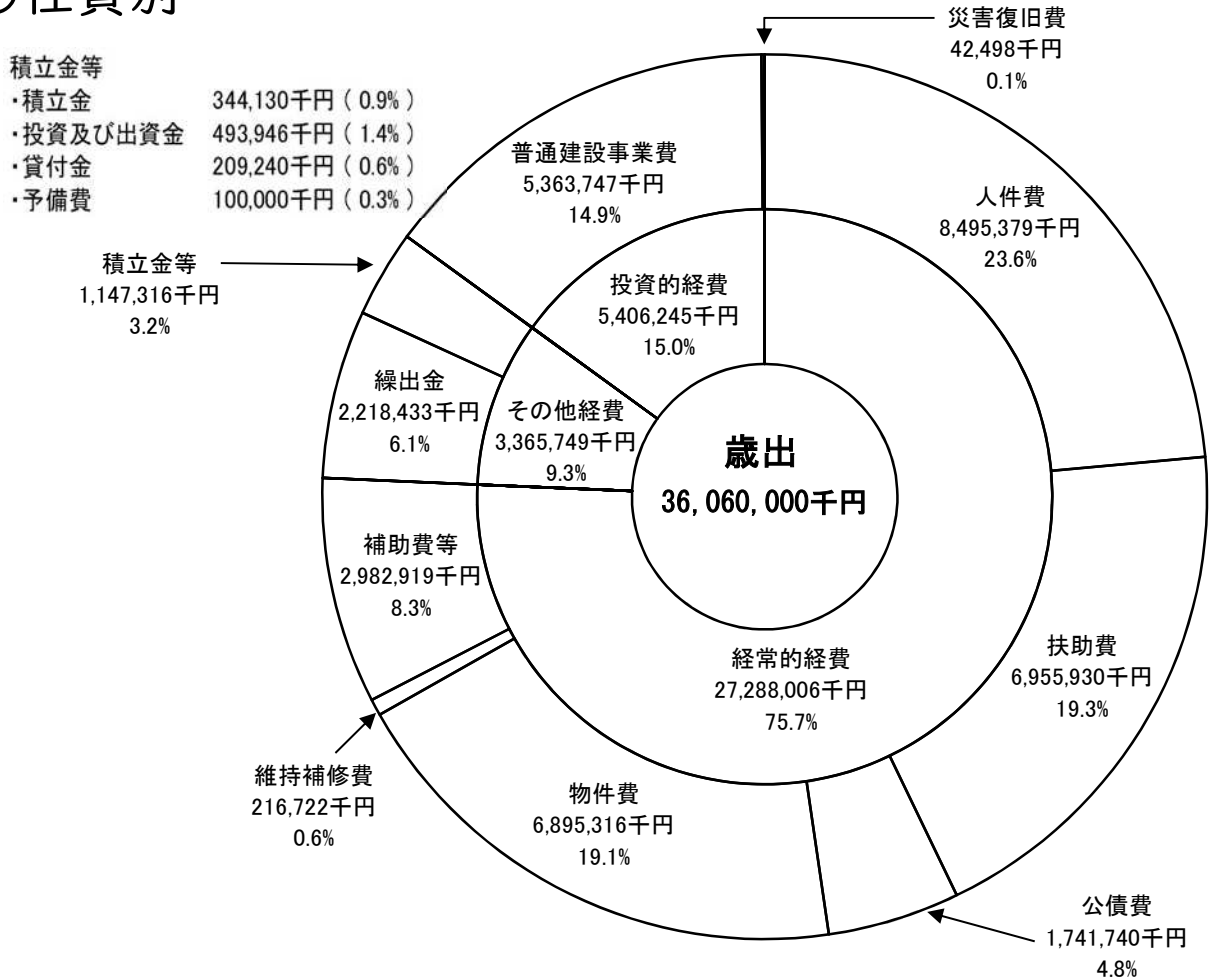 の性質別
積立金等
・積立金 344,130千円 ( 0.9% )
・投資及び出資金 493,946千円 ( 1.4% )
・貸付金 209,240千円 ( 0.6% )
・予備費 100,000千円 ( 0.3% )
災害復旧費
42,498千円
0.1%
普通建設事業費
5,363,747千円
14.9%
人件費
8,495,379千円
23.6%
積立金等
1,147,316千円
3.2%
投資的経費
5,406,245千円
15.0%
繰出金
2,218,433千円
6.1%
その他経費
3,365,749千円
9.3%
歳出
36,060,000千円
補助費等
2,982,919千円
8.3%
経常的経費
27,288,006千円
75.7%
扶助費
6,955,930千円
19.3%
維持補修費
216,722千円
0.6%
物件費
6,895,316千円
19.1%
公債費
1,741,740千円
4.8%